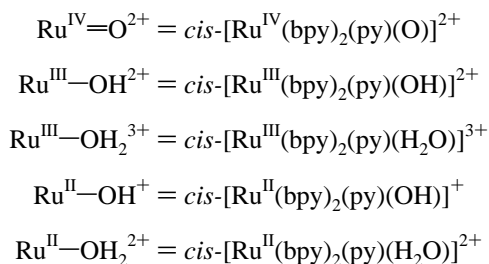 Ru^IV=O^2+ = cis-[Ru^IV(bpy)_2(py)(O)]^2+
Ru^III—OH^2+ = cis-[Ru^III(bpy)_2(py)(OH)]^2+
Ru^III—OH_2^3+ = cis-[Ru^III(bpy)_2(py)(H_2O)]^3+
Ru^II—OH^+ = cis-[Ru^II(bpy)_2(py)(OH)]^+
Ru^II—OH_2^2+ = cis-[Ru^II(bpy)_2(py)(H_2O)]^2+